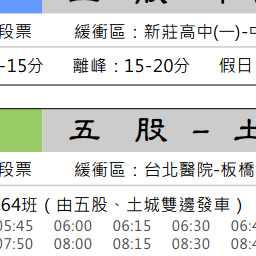 段票 緩衝區：新莊高中(一)-中
-15分 離峰：15-20分 假日
五 股 – 土
段票 緩衝區：台北醫院-板橋
64班（由五股、土城雙邊發車）
05:45 06:00 06:15 06:30 06:4
07:50 08:00 08:15 08:30 08:4